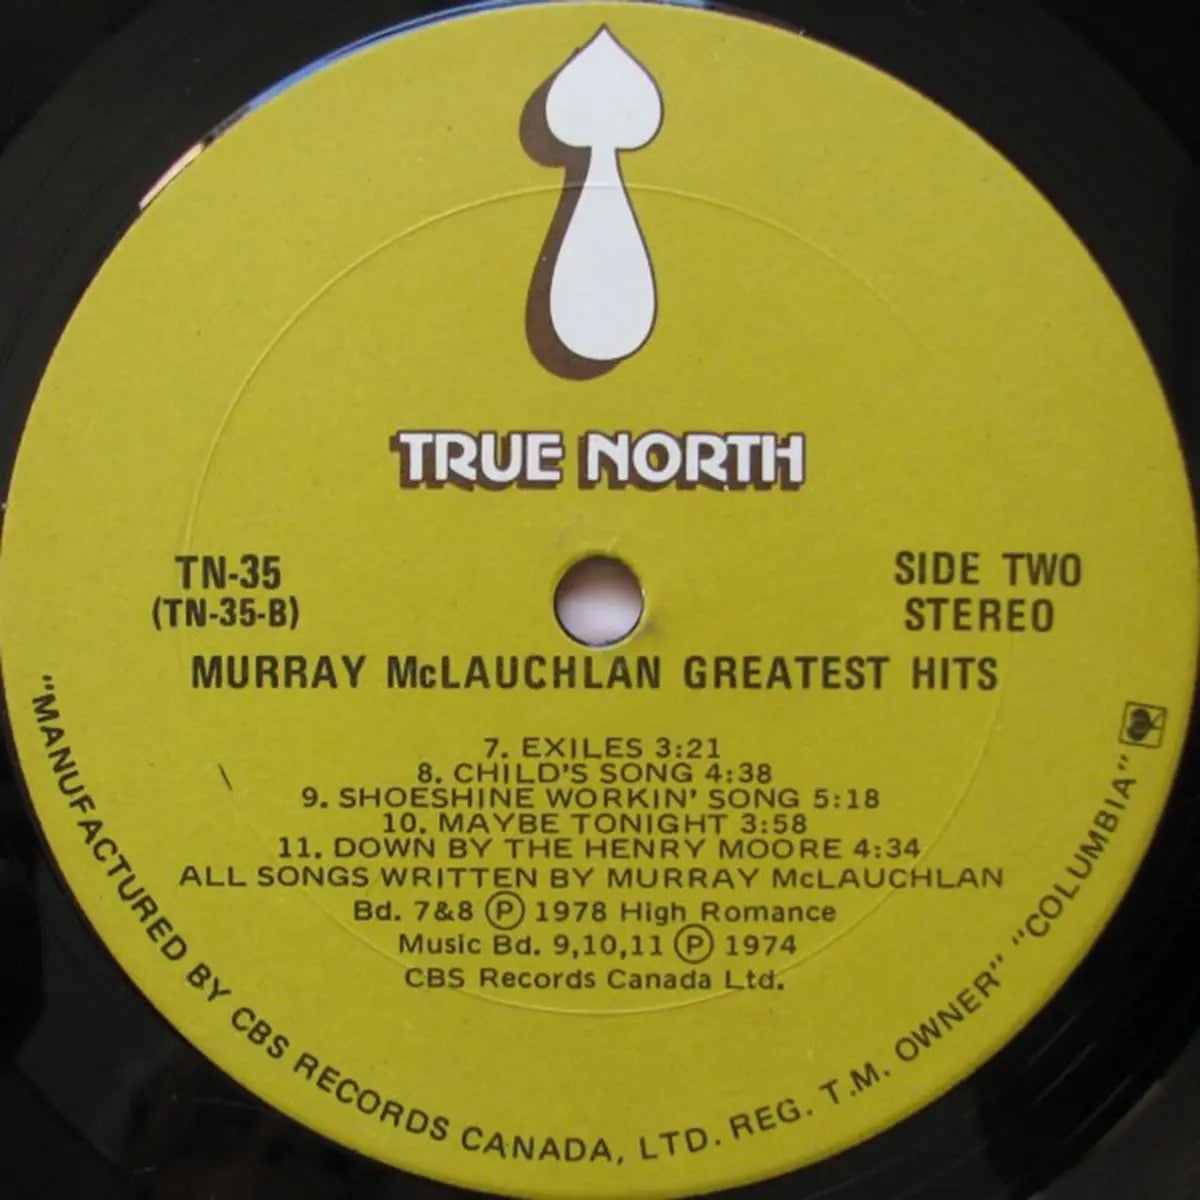 TRUE NORTH
TN-35
(TN-35-B)
SIDE TWO
STEREO
MURRAY McLAUCHLAN GREATEST HITS
7. EXILES 3:21
8. CHILD'S SONG 4:38
9. SHOESHINE WORKIN' SONG 5:18
10. MAYBE TONIGHT 3:58
11. DOWN BY THE HENRY MOORE 4:34
ALL SONGS WRITTEN BY MURRAY McLAUCHLAN
Bd. 7&8 Ⓟ 1978 High Romance
Music Bd. 9,10,11 Ⓟ 1974
CBS Records Canada Ltd.
"MANUFACTURED BY CBS RECORDS CANADA, LTD. REG. T.M. OWNER" "COLUMBIA"